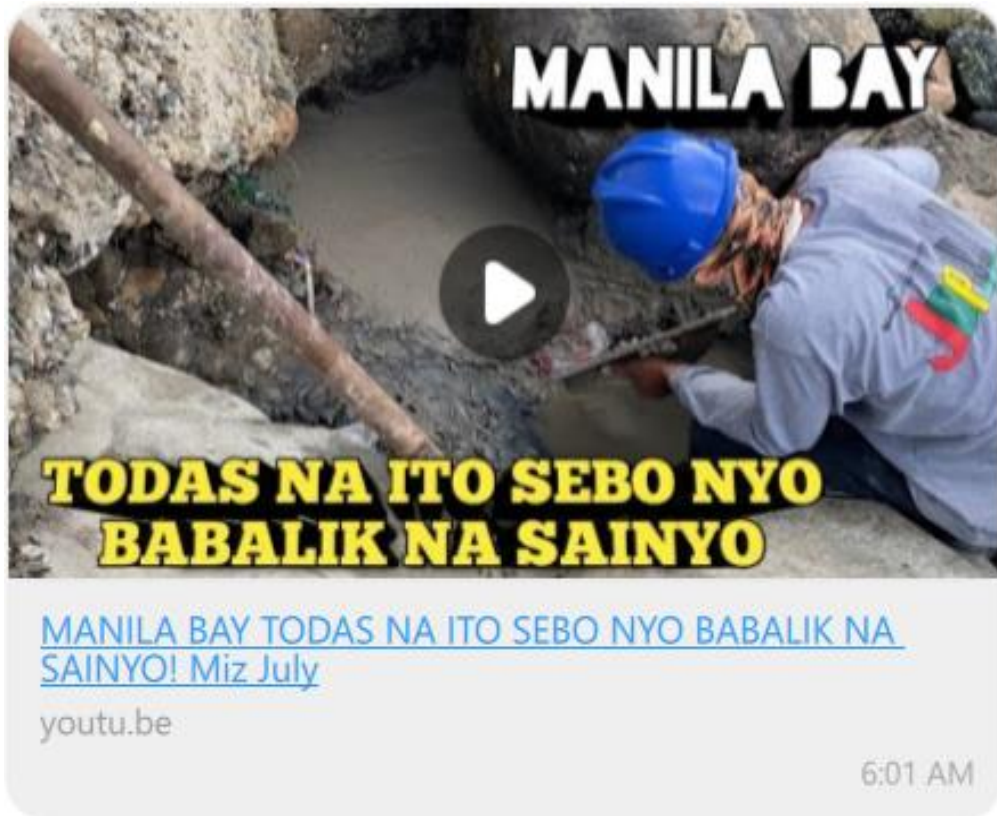 MANILA BAY
TODAS NA ITO SEBO NYO
BABALIK NA SAINYO
MANILA BAY TODAS NA ITO SEBO NYO BABALIK NA
SAINYO! Miz July
youtu.be
6:01 AM